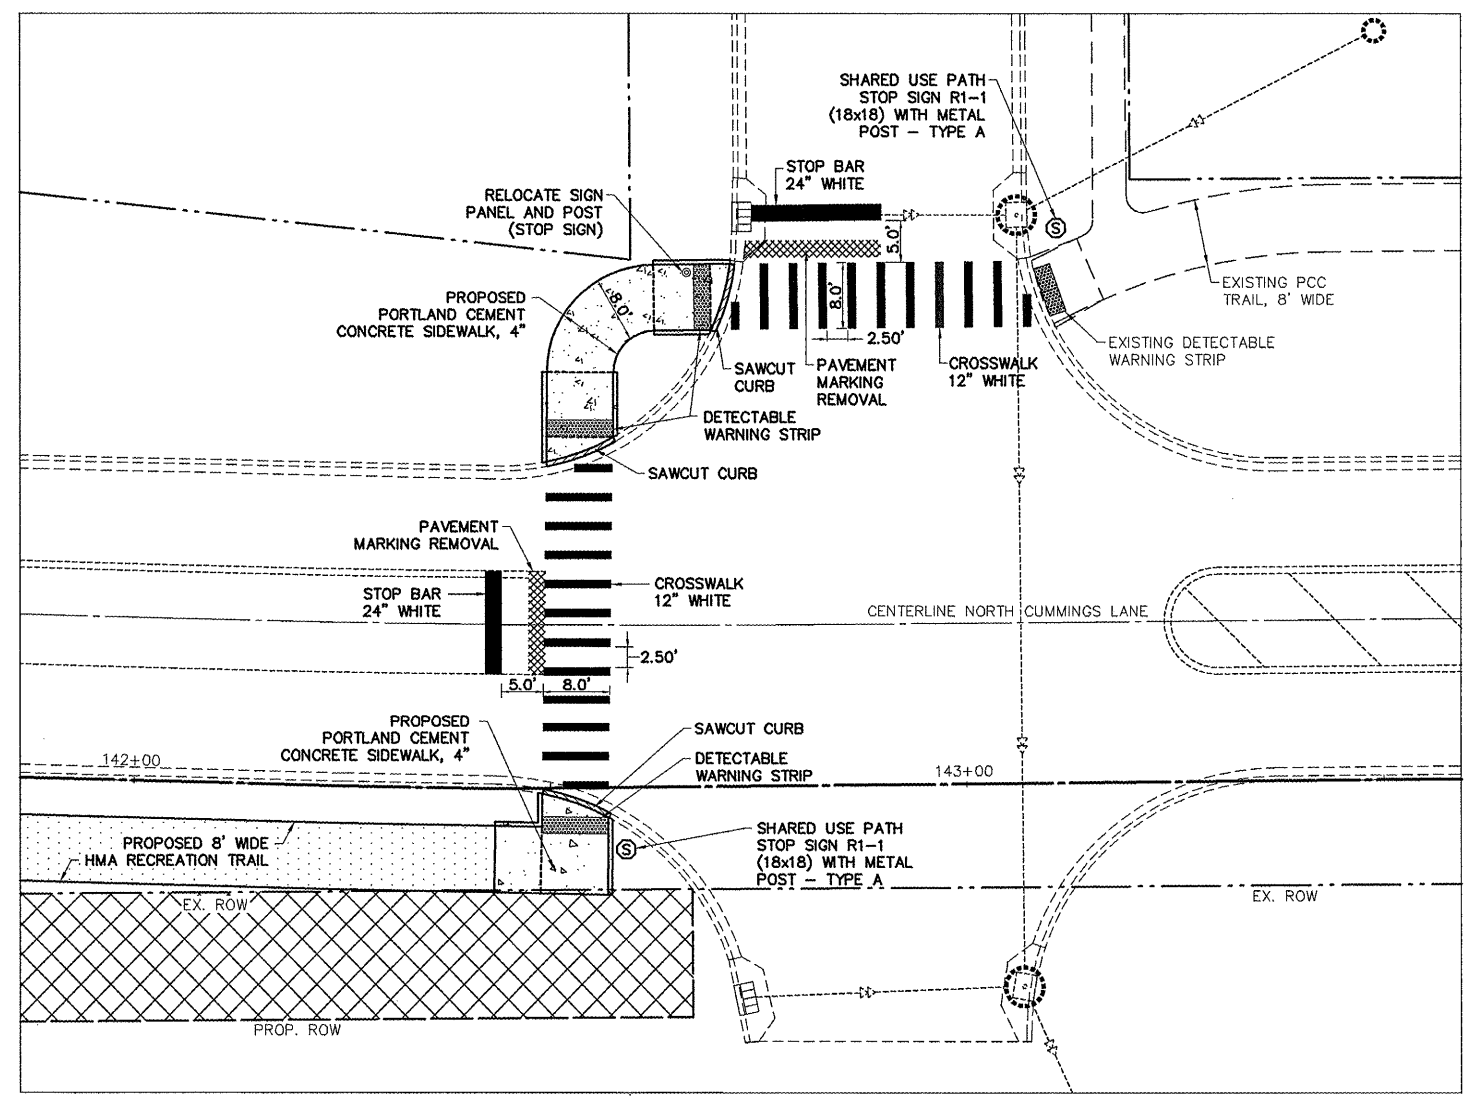 SHARED USE PATH
STOP SIGN R1-1
(18x18) WITH METAL
POST - TYPE A
STOP BAR
24" WHITE
RELOCATE SIGN
PANEL AND POST
(STOP SIGN)
5.0'
S
PROPOSED
PORTLAND CEMENT
CONCRETE SIDEWALK, 4"
8.0'
8.0'
EXISTING PCC
TRAIL, 8' WIDE
2.50'
EXISTING DETECTABLE
WARNING STRIP
SAWCUT
CURB
PAVEMENT
MARKING
REMOVAL
CROSSWALK
12" WHITE
DETECTABLE
WARNING STRIP
SAWCUT CURB
PAVEMENT
MARKING REMOVAL
STOP BAR
24" WHITE
CROSSWALK
12" WHITE
CENTERLINE NORTH CUMMINGS LANE
2.50'
5.0'
8.0'
PROPOSED
PORTLAND CEMENT
CONCRETE SIDEWALK, 4"
SAWCUT CURB
DETECTABLE
WARNING STRIP
142+00
143+00
PROPOSED 8' WIDE
HMA RECREATION TRAIL
S
SHARED USE PATH
STOP SIGN R1-1
(18x18) WITH METAL
POST - TYPE A
EX. ROW
EX. ROW
PROP. ROW